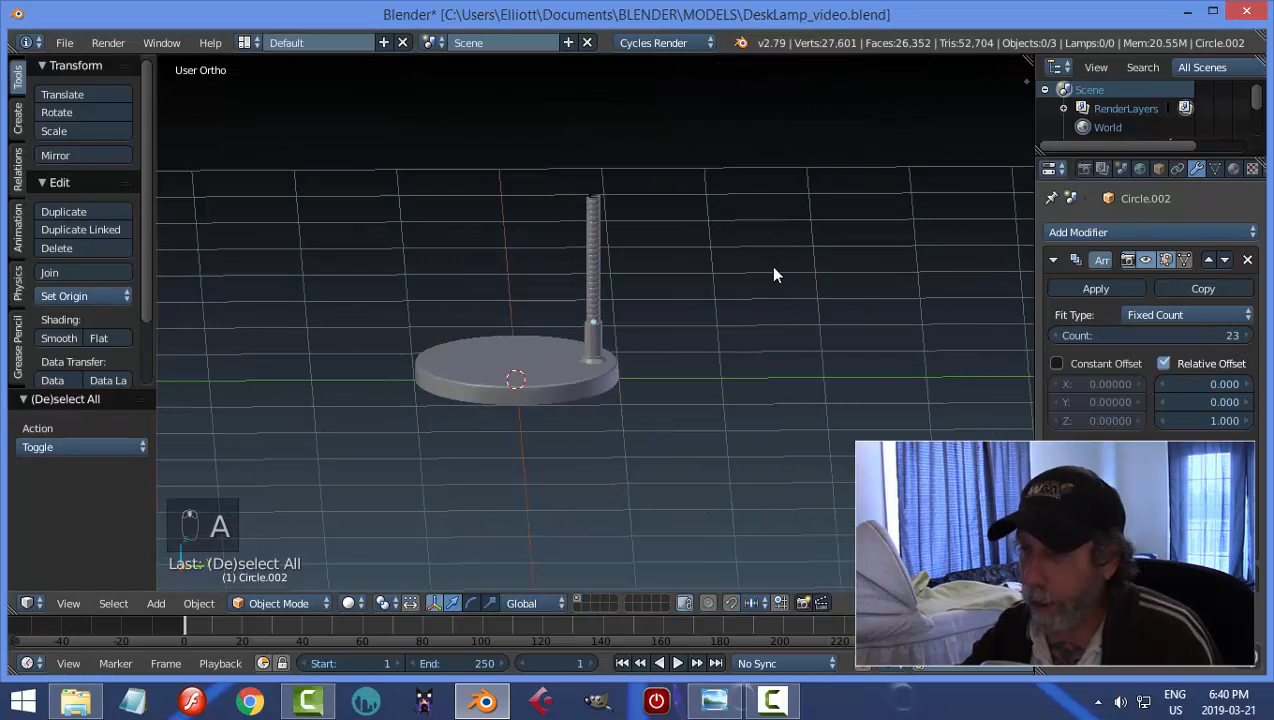 Blender* [C:\Users\Elliott\Documents\BLENDER\MODELS\DeskLamp_video.blend]
File Render Window Help Default Scene Cycles Render v2.79 | Verts:27,601 | Faces:26,352 | Tris:52,704 | Objects:0/3 | Lamps:0/0 | Mem:20.55M | Circle.002
Tools
Create
Relations
Animation
Physics
Grease Pencil
Transform
Translate
Rotate
Scale
Mirror
Edit
Duplicate
Duplicate Linked
Delete
Join
Set Origin
Shading:
Smooth Flat
Data Transfer:
Data Data La
(De)select All
Action
Toggle
User Ortho
A
Last: (De)select All
(1) Circle.002
View Search All Scenes
Scene
RenderLayers
World
Circle.002
Add Modifier
Arr
Apply Copy
Fit Type: Fixed Count
Count: 23
Constant Offset Relative Offset
X: 0.00000 0.000
Y: 0.00000 0.000
Z: 0.00000 1.000
View Select Add Object Object Mode Global
-40 -20 0 20 40 60 80 100 120 140 160 180 200 220
View Marker Frame Playback Start: 1 End: 250 1 No Sync
ENG 6:40 PM 2019-03-21